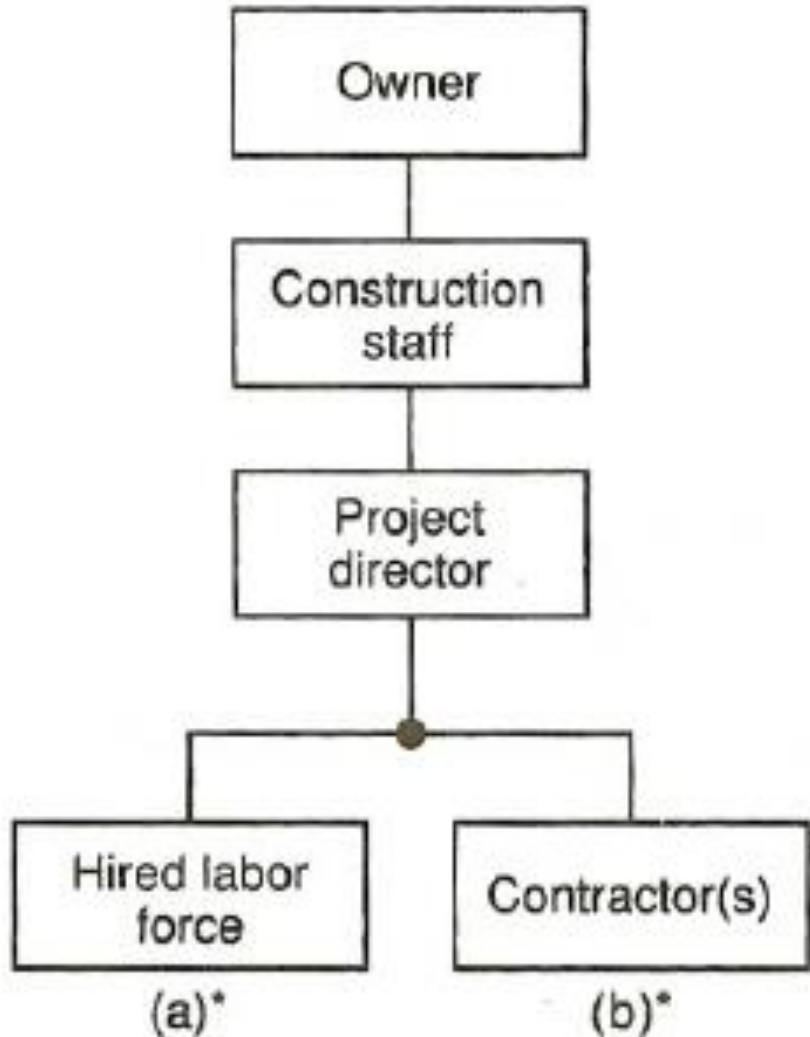 Owner
Construction
staff
Project
director
Hired labor
force
Contractor(s)
(a)*
(b)*